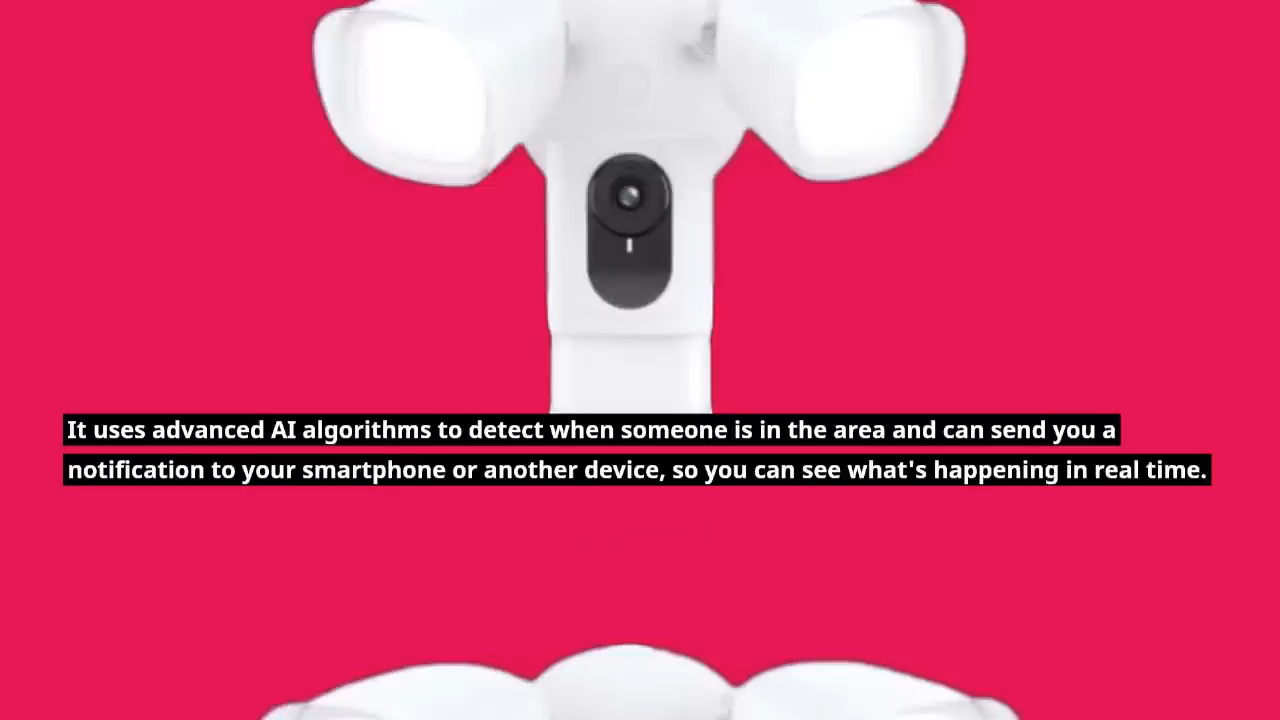 It uses advanced AI algorithms to detect when someone is in the area and can send you a
notification to your smartphone or another device, so you can see what's happening in real time.